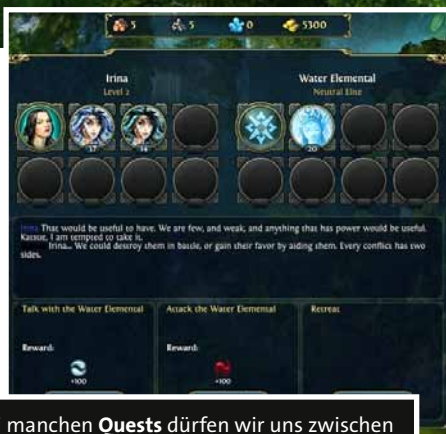 5 5 0 5300
Irina
Level 2
Water Elemental
Neutral Elite
17 14 20
Irina That would be useful to have. We are few, and weak, and anything that has power would be useful.
I am tempted to take it.
Irina... We could destroy them in battle, or gain their favor by aiding them. Every conflict has two
sides.
Talk with the Water Elemental
Attack the Water Elemental
Retreat
Reward:
Reward:
+100
+100
manchen Quests dürfen wir uns zwischen